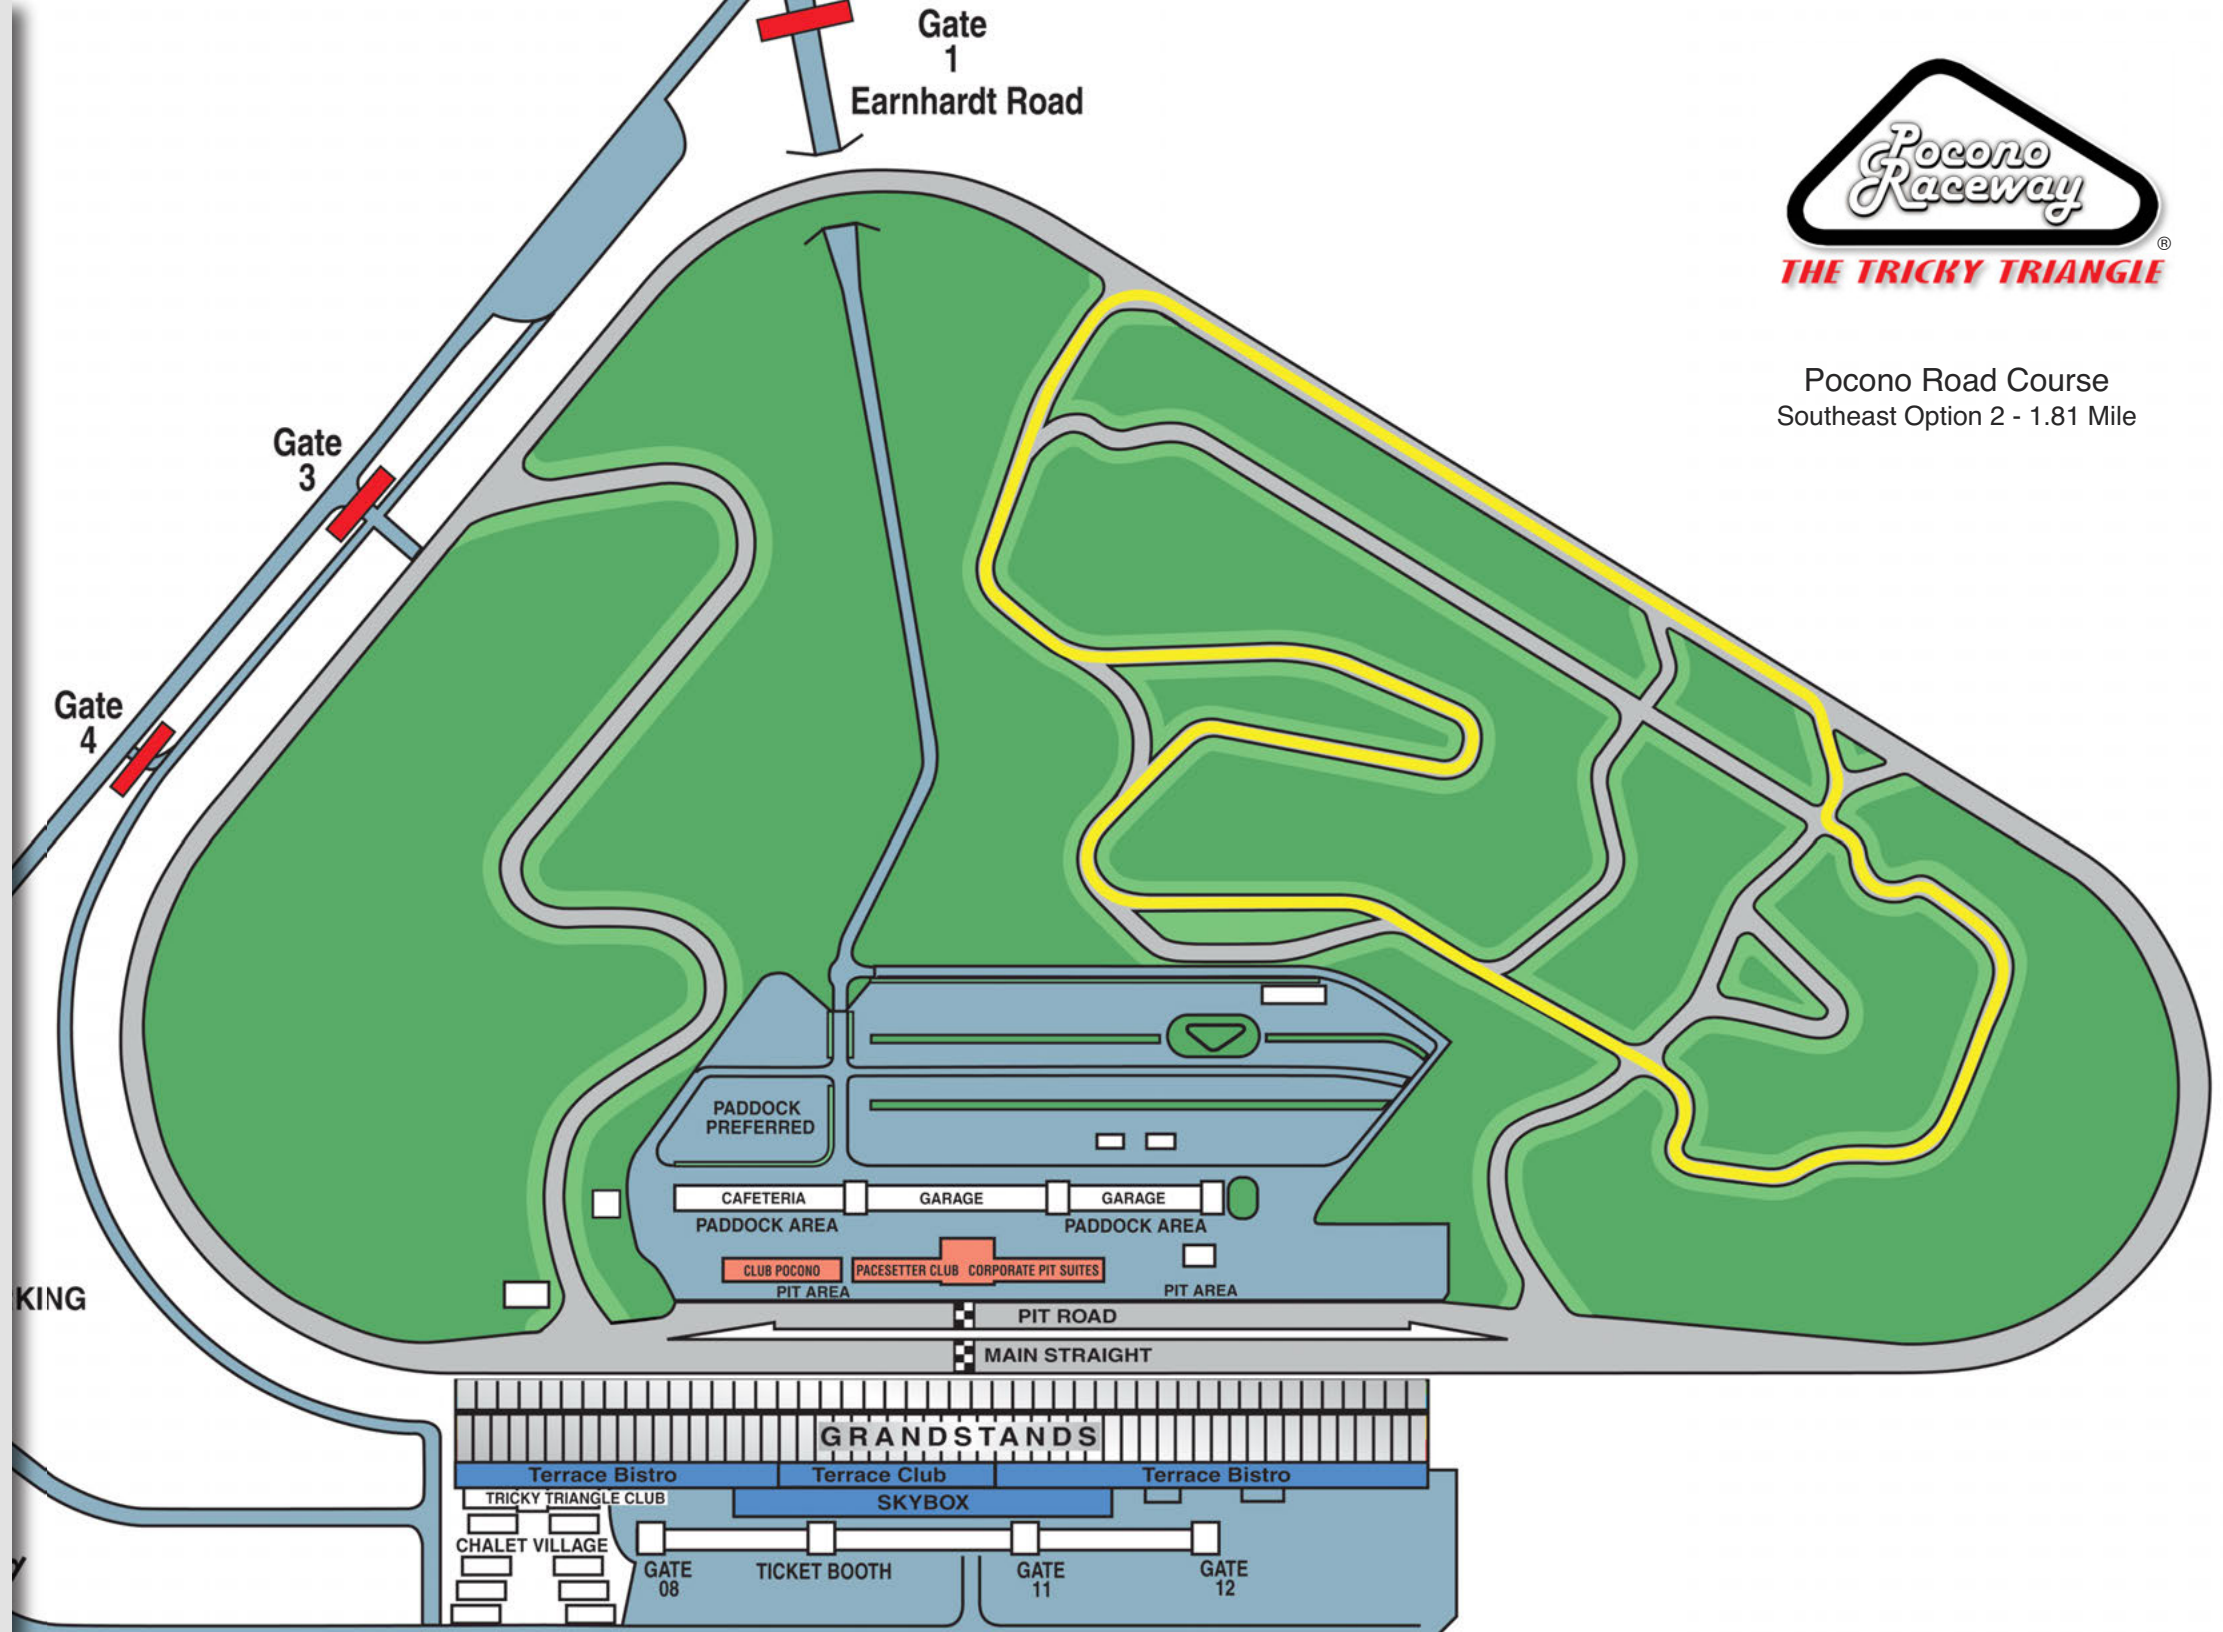 Gate
1
Earnhardt Road
Pocono
Raceway
®
THE TRICKY TRIANGLE
Pocono Road Course
Southeast Option 2 - 1.81 Mile
Gate
3
Gate
4
PADDOCK
PREFERRED
CAFETERIA
GARAGE
GARAGE
PADDOCK AREA
PADDOCK AREA
CLUB POCONO
PACESETTER CLUB CORPORATE PIT SUITES
PIT AREA
PIT AREA
KING
PIT ROAD
MAIN STRAIGHT
GRANDSTANDS
Terrace Bistro
Terrace Club
Terrace Bistro
TRICKY TRIANGLE CLUB
SKYBOX
CHALET VILLAGE
GATE
08
TICKET BOOTH
GATE
11
GATE
12